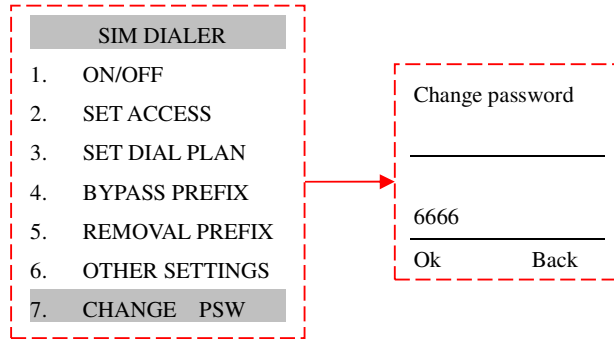 SIM DIALER
1. ON/OFF
2. SET ACCESS
3. SET DIAL PLAN
4. BYPASS PREFIX
5. REMOVAL PREFIX
6. OTHER SETTINGS
7. CHANGE PSW
Change password
6666
Ok Back